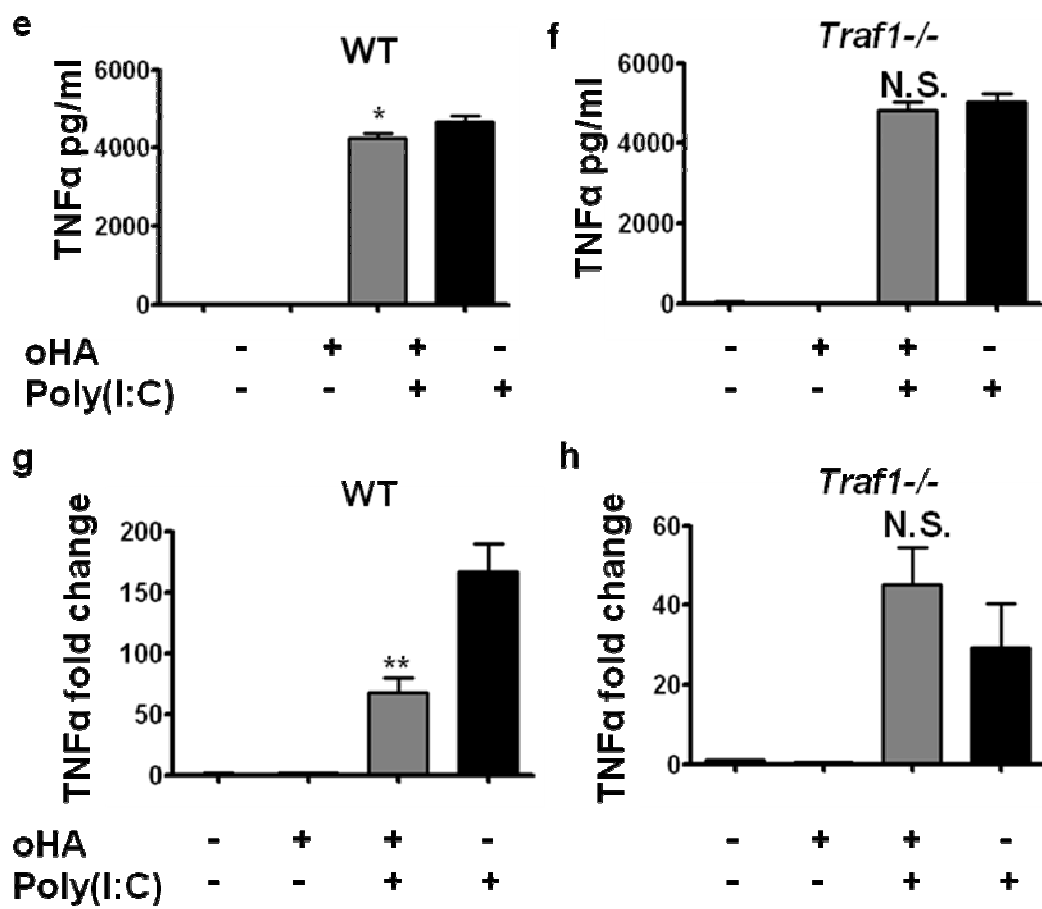 e
WT
TNFα pg/ml
6000
4000
2000
0
*
oHA - + + -
Poly(I:C) - - + +
f
Traf1-/-
N.S.
TNFα pg/ml
6000
4000
2000
0
- + + -
- - + +
g
WT
TNFα fold change
200
150
100
50
0
**
oHA - + + -
Poly(I:C) - - + +
h
Traf1-/-
N.S.
TNFα fold change
60
40
20
0
- + + -
- - + +